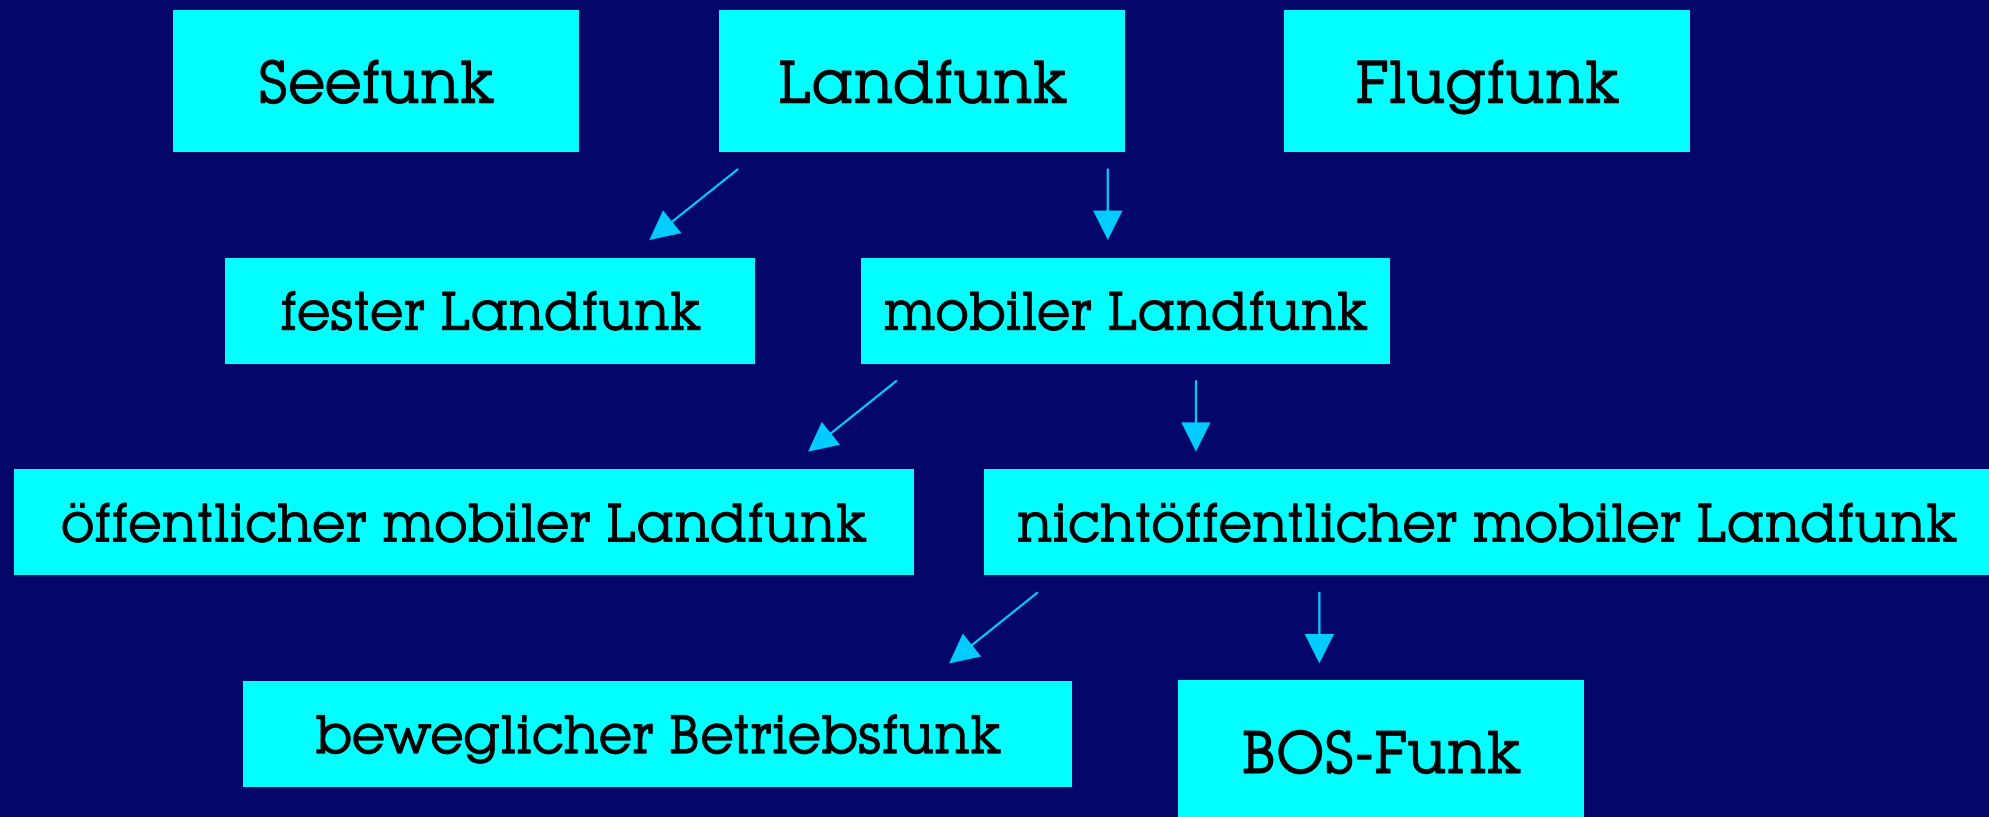 Seefunk
Landfunk
Flugfunk
fester Landfunk
mobiler Landfunk
öffentlicher mobiler Landfunk
nichtöffentlicher mobiler Landfunk
beweglicher Betriebsfunk
BOS-Funk